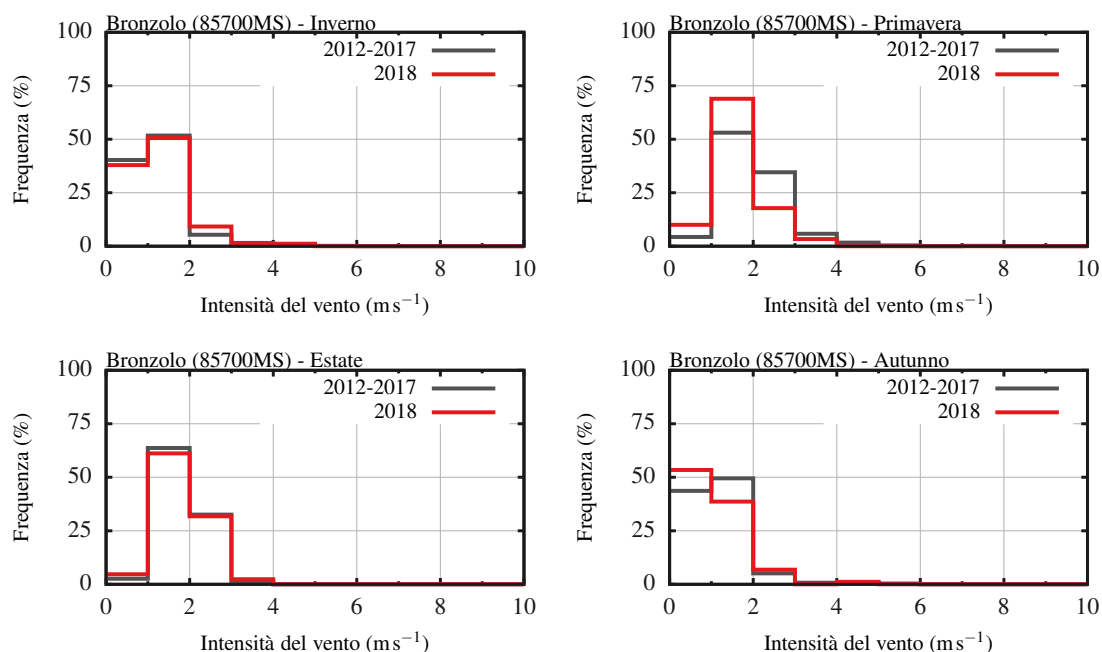 Bronzolo (85700MS) - Inverno
100
75
50
25
0
Frequenza (%)
2012-2017
2018
0 2 4 6 8 10
Intensità del vento (m s⁻¹)
Bronzolo (85700MS) - Primavera
100
75
50
25
0
Frequenza (%)
2012-2017
2018
0 2 4 6 8 10
Intensità del vento (m s⁻¹)
Bronzolo (85700MS) - Estate
100
75
50
25
0
Frequenza (%)
2012-2017
2018
0 2 4 6 8 10
Intensità del vento (m s⁻¹)
Bronzolo (85700MS) - Autunno
100
75
50
25
0
Frequenza (%)
2012-2017
2018
0 2 4 6 8 10
Intensità del vento (m s⁻¹)